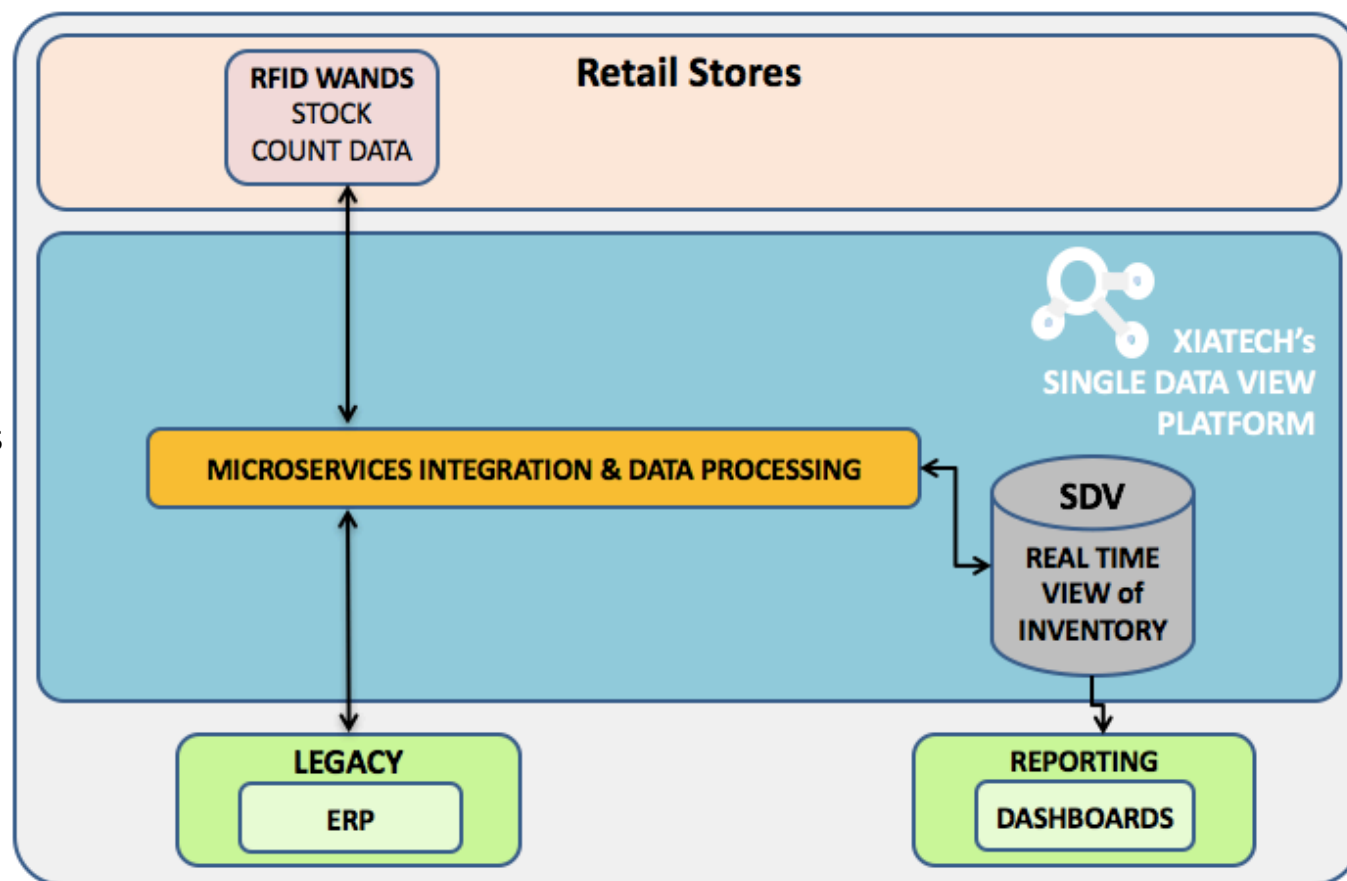 Retail Stores
RFID WANDS
STOCK
COUNT DATA
XIATECH's
SINGLE DATA VIEW
PLATFORM
MICROSERVICES INTEGRATION & DATA PROCESSING
SDV
REAL TIME
VIEW of
INVENTORY
LEGACY
ERP
REPORTING
DASHBOARDS